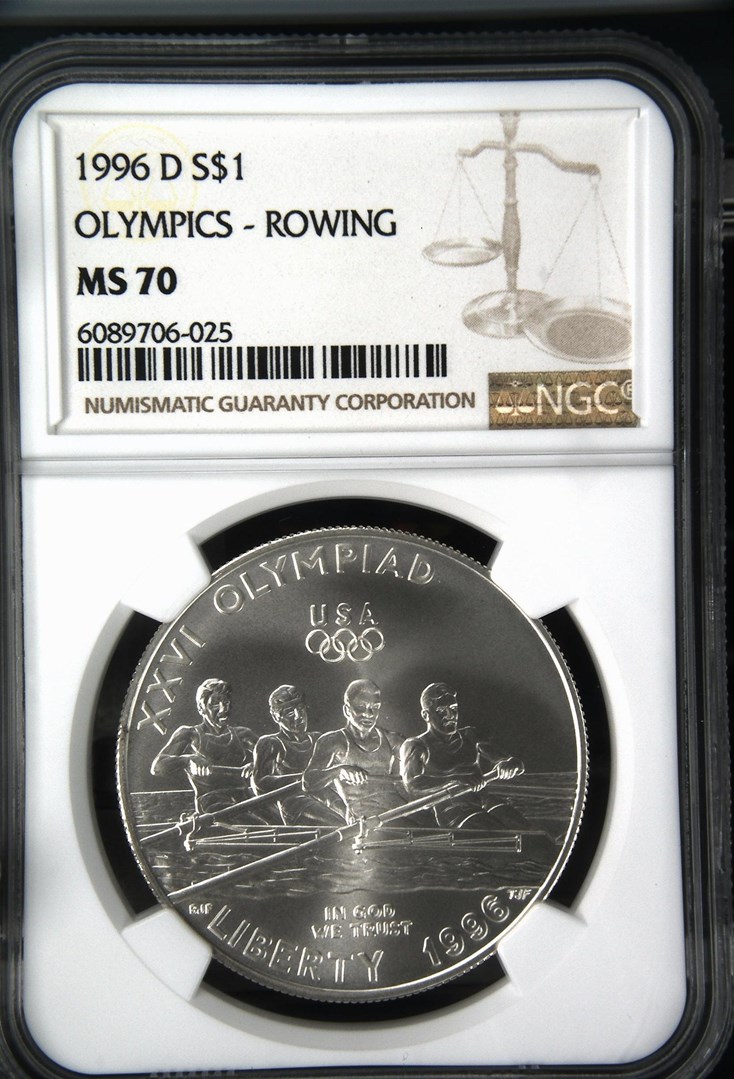 1996 D S$1
OLYMPICS - ROWING
MS 70
6089706-025
NUMISMATIC GUARANTY CORPORATION
NGC®
XXVI OLYMPIAD
USA
IN GOD
WE TRUST
LIBERTY 1996
TJF